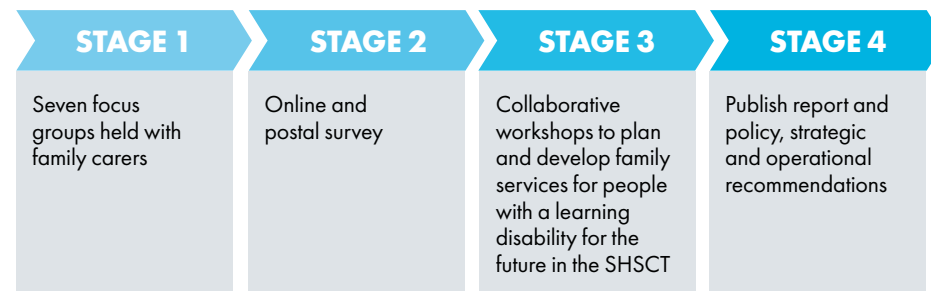 STAGE 1
Seven focus
groups held with
family carers
STAGE 2
Online and
postal survey
STAGE 3
Collaborative
workshops to plan
and develop family
services for people
with a learning
disability for the
future in the SHSCT
STAGE 4
Publish report and
policy, strategic
and operational
recommendations